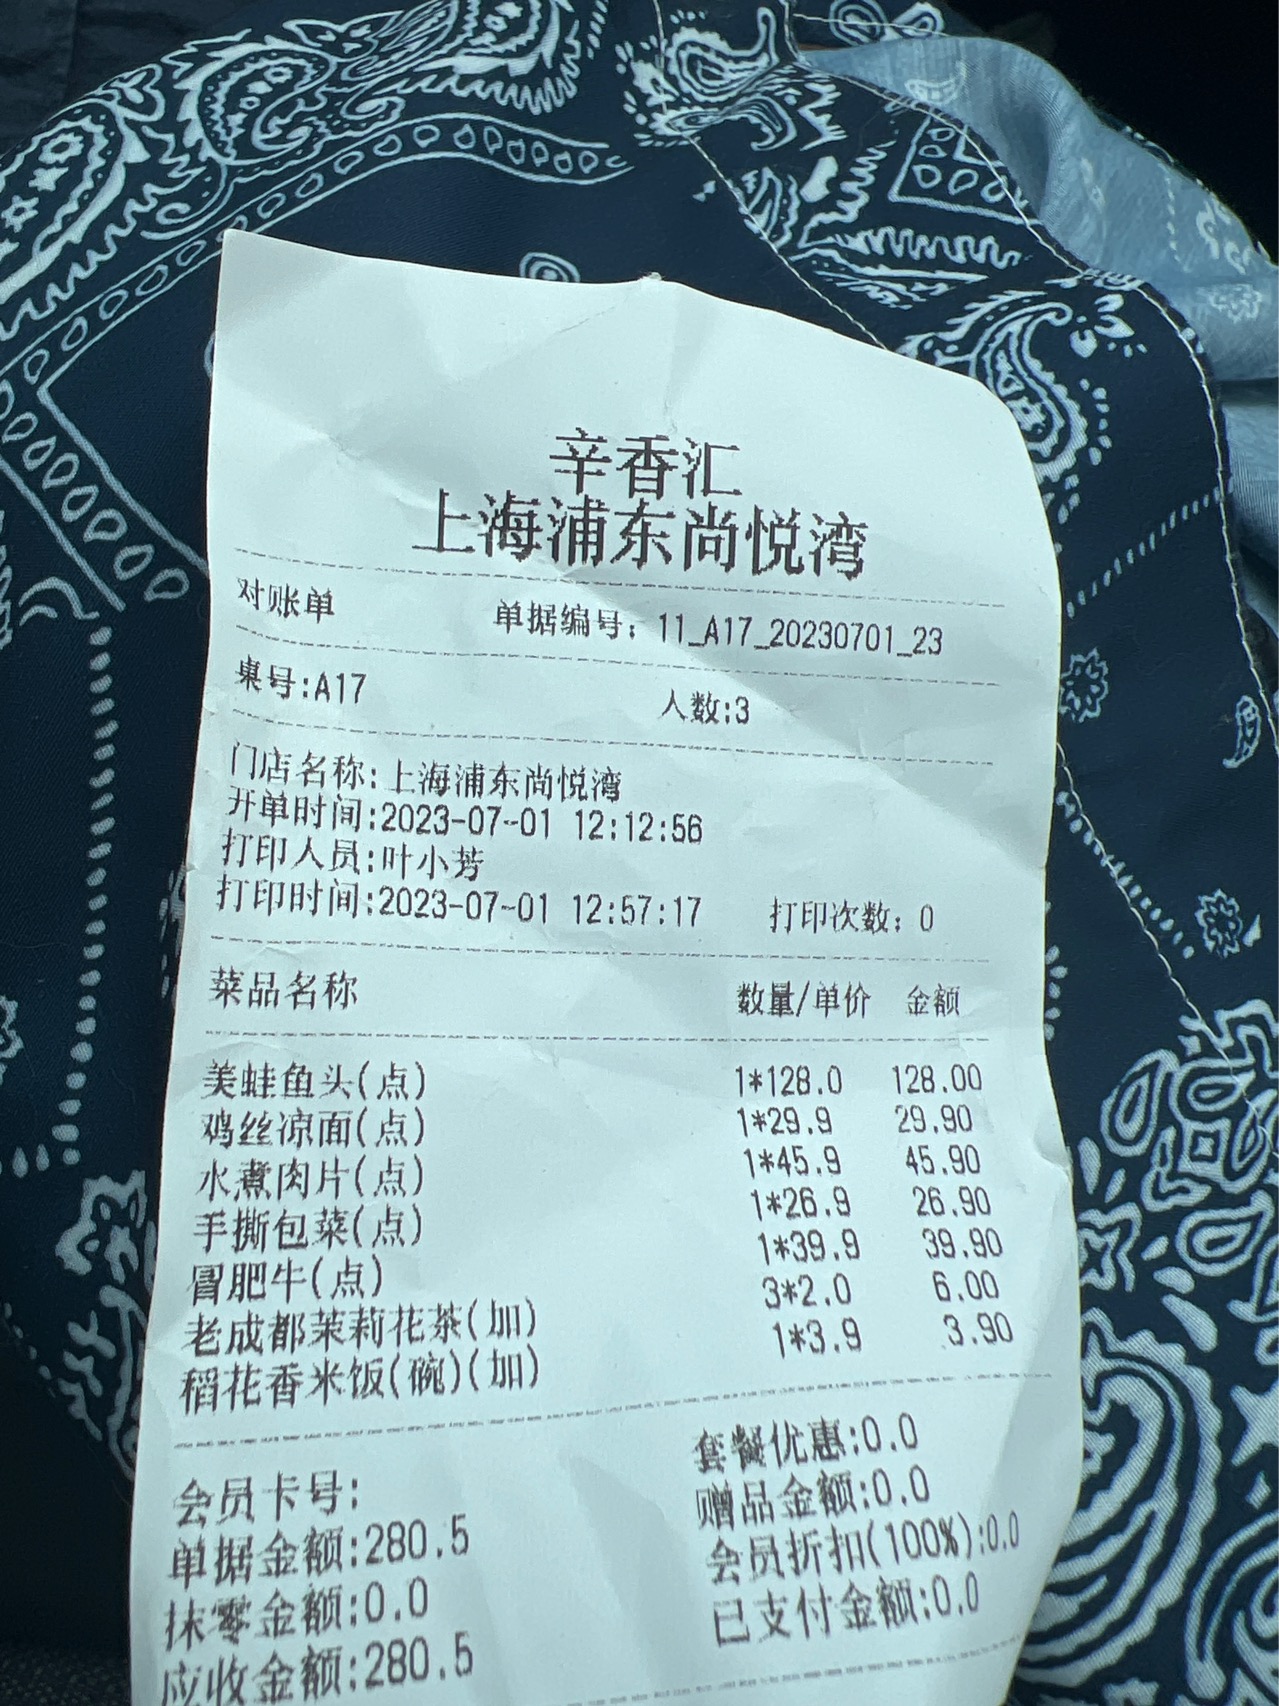 辛香汇
上海浦东尚悦湾
对账单 单据编号: 11_A17_20230701_23
桌号:A17 人数:3
门店名称:上海浦东尚悦湾
开单时间:2023-07-01 12:12:56
打印人员:叶小芳
打印时间:2023-07-01 12:57:17 打印次数: 0
菜品名称 数量/单价 金额
美蛙鱼头(点) 1*128.0 128.00
鸡丝凉面(点) 1*29.9 29.90
水煮肉片(点) 1*45.9 45.90
手撕包菜(点) 1*26.9 26.90
冒肥牛(点) 1*39.9 39.90
老成都茉莉花茶(加) 3*2.0 6.00
稻花香米饭(碗)(加) 1*3.9 3.90
会员卡号: 套餐优惠:0.0
单据金额:280.5 赠品金额:0.0
抹零金额:0.0 会员折扣(100%):0.0
应收金额:280.5 已支付金额:0.0